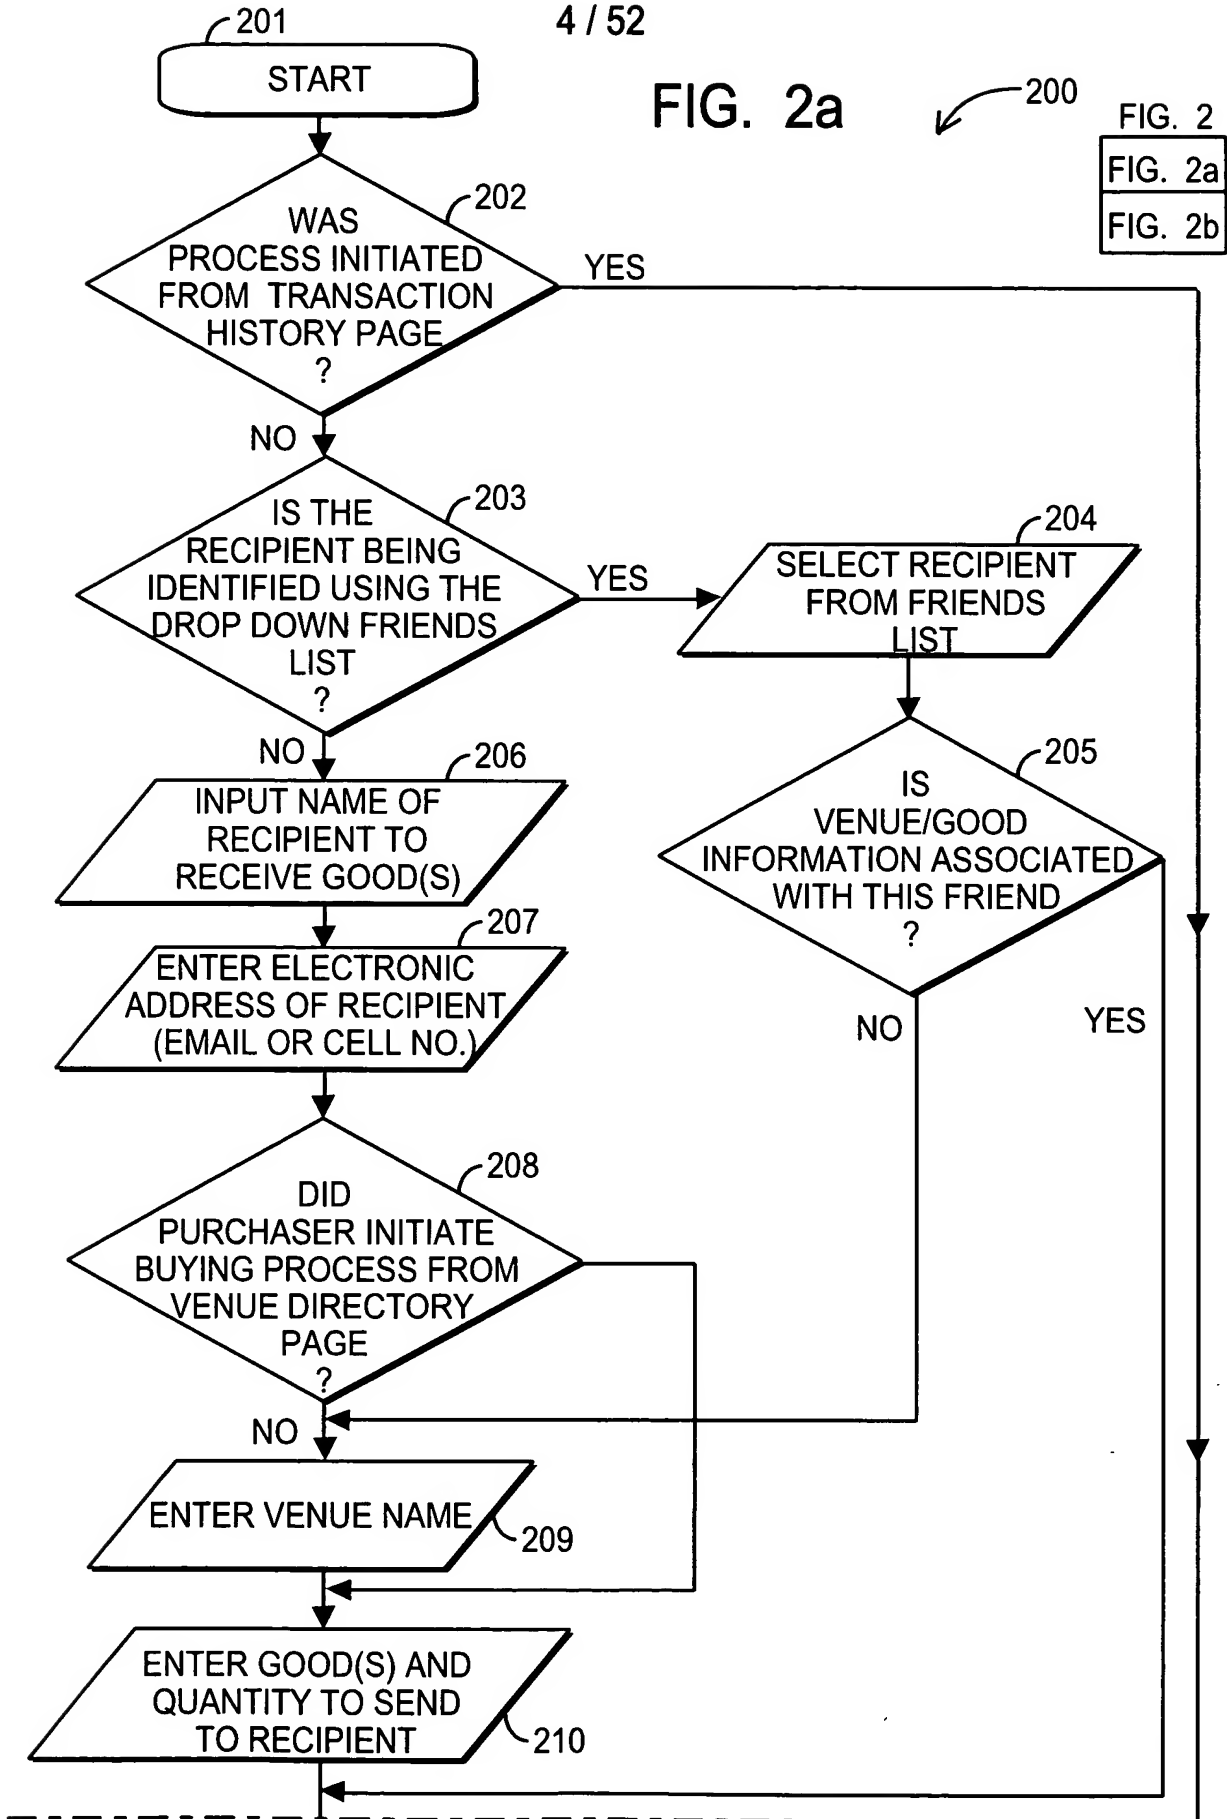 4 / 52
201
START
FIG. 2a
200
FIG. 2
FIG. 2a
FIG. 2b
202
WAS
PROCESS INITIATED
FROM TRANSACTION
HISTORY PAGE
?
YES
NO
203
IS THE
RECIPIENT BEING
IDENTIFIED USING THE
DROP DOWN FRIENDS
LIST
?
YES
204
SELECT RECIPIENT
FROM FRIENDS
LIST
NO
205
IS
VENUE/GOOD
INFORMATION ASSOCIATED
WITH THIS FRIEND
?
NO
YES
206
INPUT NAME OF
RECIPIENT TO
RECEIVE GOOD(S)
207
ENTER ELECTRONIC
ADDRESS OF RECIPIENT
(EMAIL OR CELL NO.)
208
DID
PURCHASER INITIATE
BUYING PROCESS FROM
VENUE DIRECTORY
PAGE
?
NO
ENTER VENUE NAME
209
ENTER GOOD(S) AND
QUANTITY TO SEND
TO RECIPIENT
210